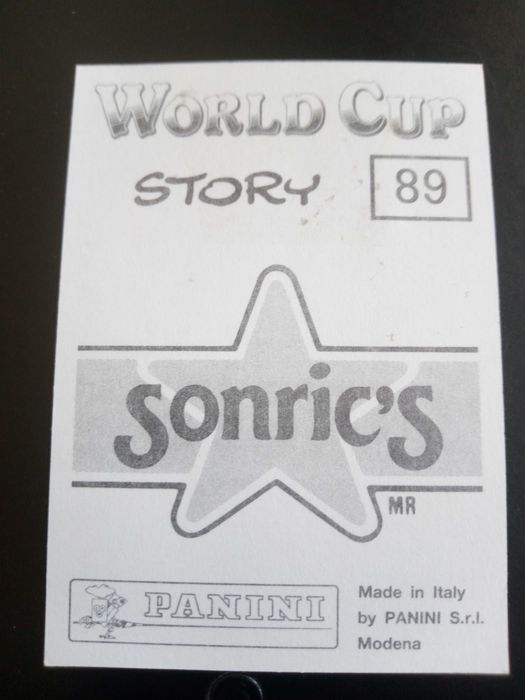 WORLD CUP
STORY
89
sonric's
MR
PANINI
Made in Italy
by PANINI S.r.l.
Modena